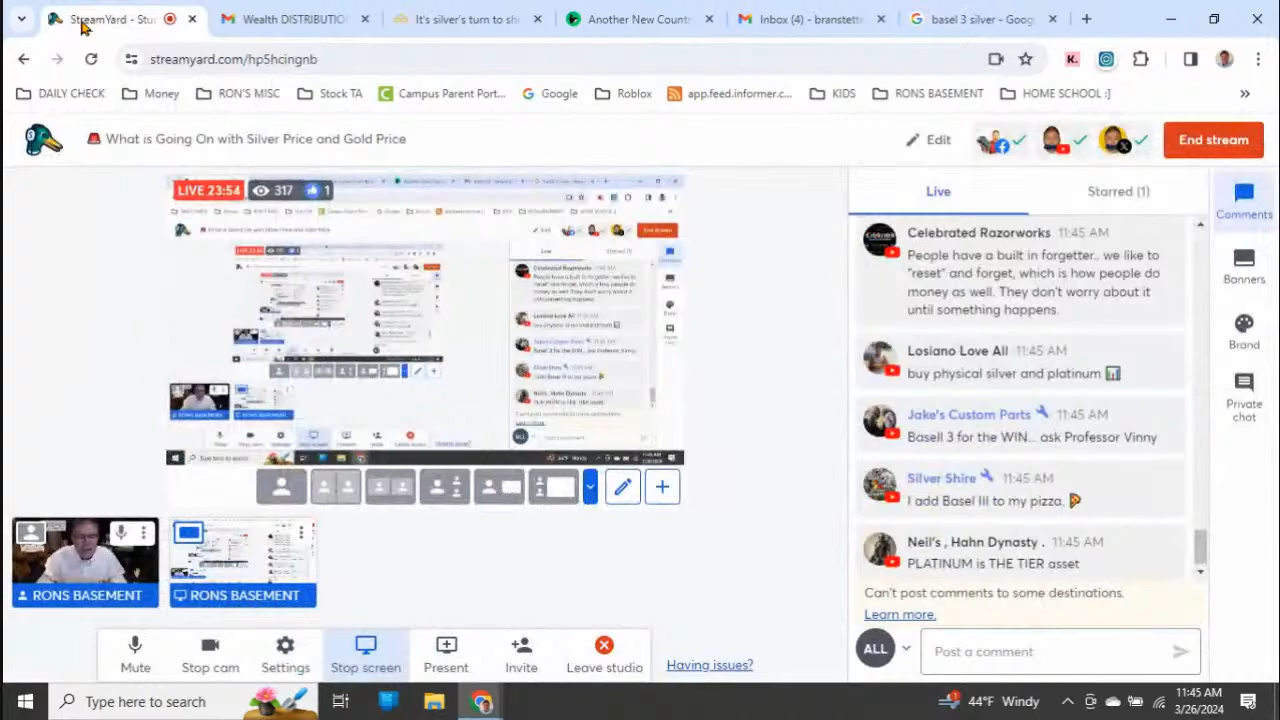 StreamYard - Stu
Wealth DISTRIBUTIO
It's silver's turn to sh
Another New Count
Inbox (4) - branstette
basel 3 silver - Goog
streamyard.com/hp5hcingnb
DAILY CHECK
Money
RON'S MISC
Stock TA
Campus Parent Port...
Google
Roblox
app.feed.informer.c...
KIDS
RONS BASEMENT
HOME SCHOOL :]
What is Going On with Silver Price and Gold Price
Edit
End stream
LIVE 23:54 317 1
Live
Starred (1)
Comments
Banners
Brand
Private
chat
Celebrated Razorworks 11:45 AM
People have a built in forgetter... we like to
"reset" and forget, which is how people do
money as well. They don't worry about it
until something happens.
Losiano Love All 11:45 AM
buy physical silver and platinum
Jake's Custom Parts 11:45 AM
Basell 3 for the WIN... ask Professor Vinny
Silver Shire 11:45 AM
I add Basel III to my pizza.
Neil's , Hahn Dynasty . 11:45 AM
PLATINUM is THE TIER asset
Can't post comments to some destinations.
Learn more.
ALL
Post a comment
RONS BASEMENT
RONS BASEMENT
Mute
Stop cam
Settings
Stop screen
Present
Invite
Leave studio
Having issues?
Type here to search
44°F Windy
11:45 AM
3/26/2024